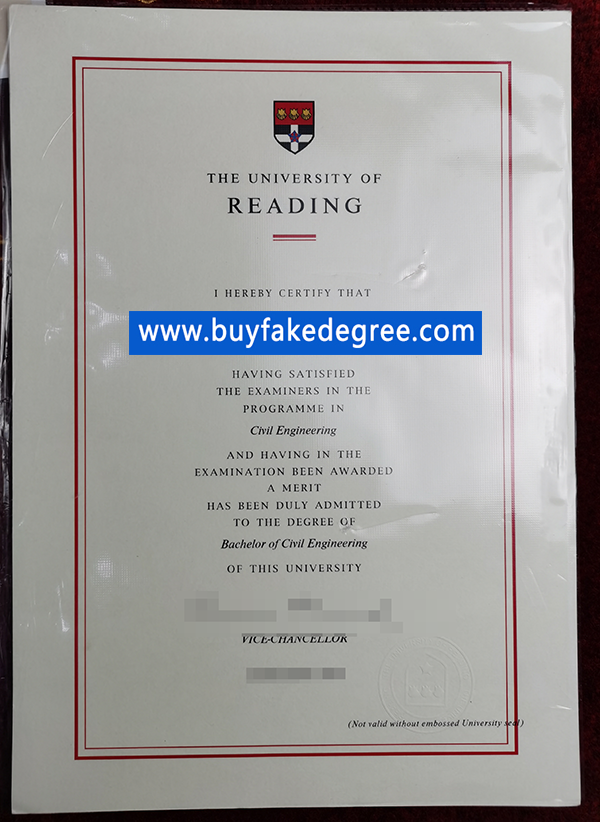 THE UNIVERSITY OF
READING
I HEREBY CERTIFY THAT
www.buyfakedegree.com
HAVING SATISFIED
THE EXAMINERS IN THE
PROGRAMME IN
Civil Engineering
AND HAVING IN THE
EXAMINATION BEEN AWARDED
A MERIT
HAS BEEN DULY ADMITTED
TO THE DEGREE OF
Bachelor of Civil Engineering
OF THIS UNIVERSITY
VICE-CHANCELLOR
(Not valid without embossed University seal)